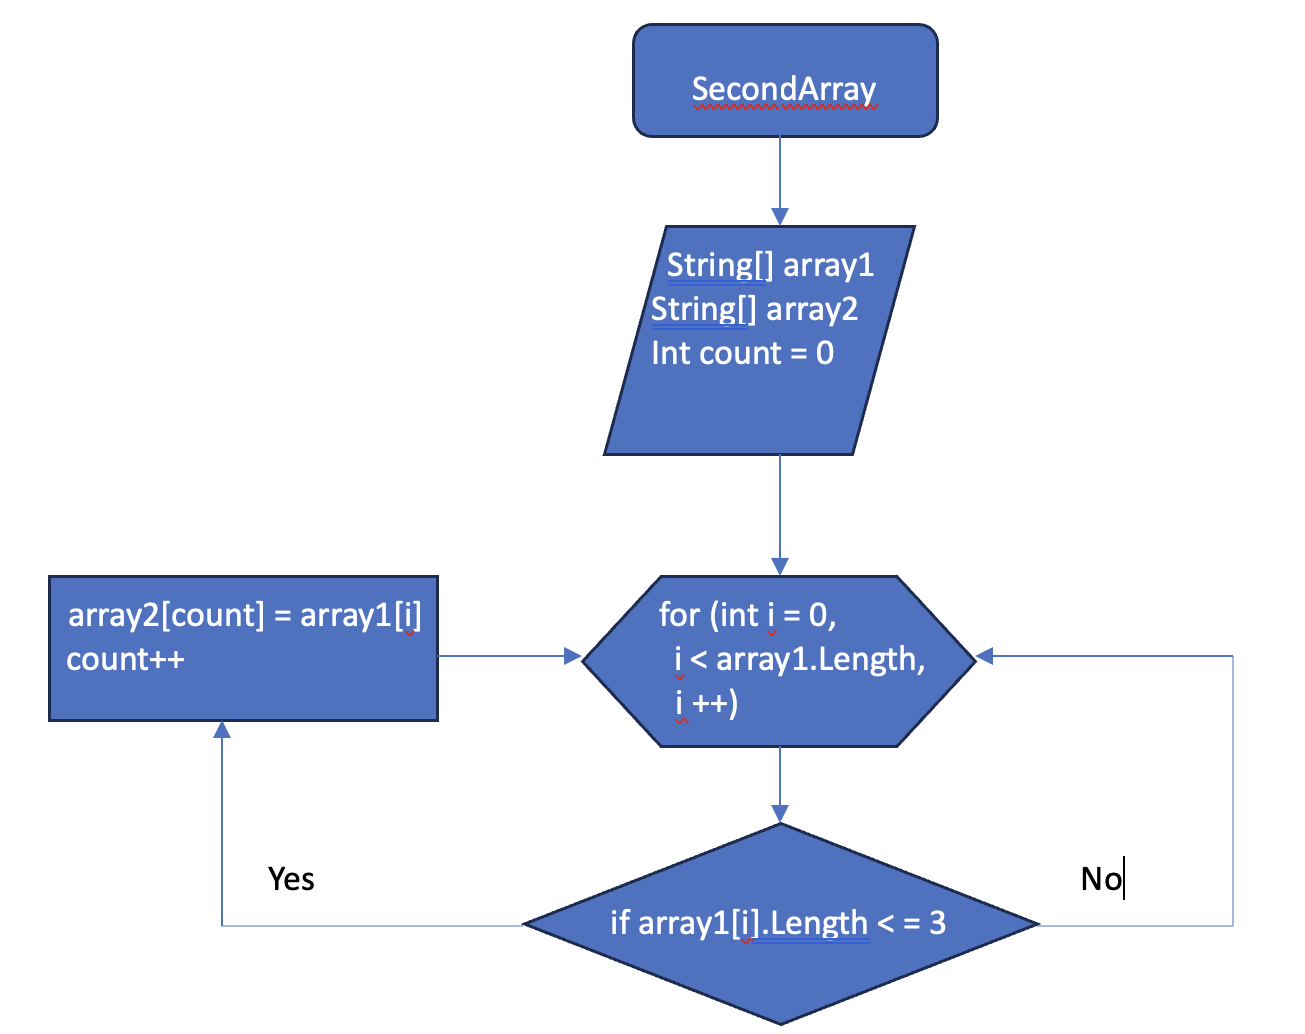 SecondArray
String[] array1
String[] array2
Int count = 0
array2[count] = array1[i]
count++
for (int i = 0,
i < array1.Length,
i ++)
Yes
No
if array1[i].Length < = 3